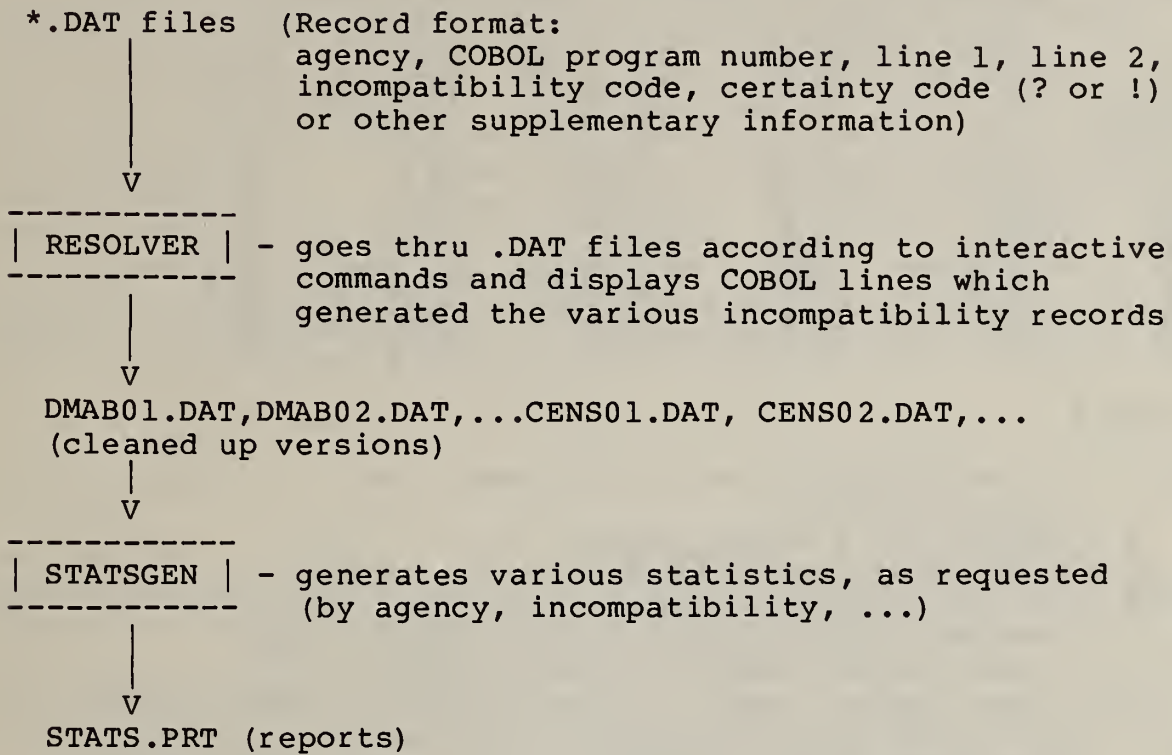 *.DAT files (Record format:
agency, COBOL program number, line 1, line 2,
incompatibility code, certainty code (? or !)
or other supplementary information)
V
------------
| RESOLVER | - goes thru .DAT files according to interactive
------------ commands and displays COBOL lines which
generated the various incompatibility records
V
DMAB01.DAT,DMAB02.DAT,...CENS01.DAT, CENS02.DAT,...
(cleaned up versions)
V
------------
| STATSGEN | - generates various statistics, as requested
------------ (by agency, incompatibility, ...)
V
STATS.PRT (reports)